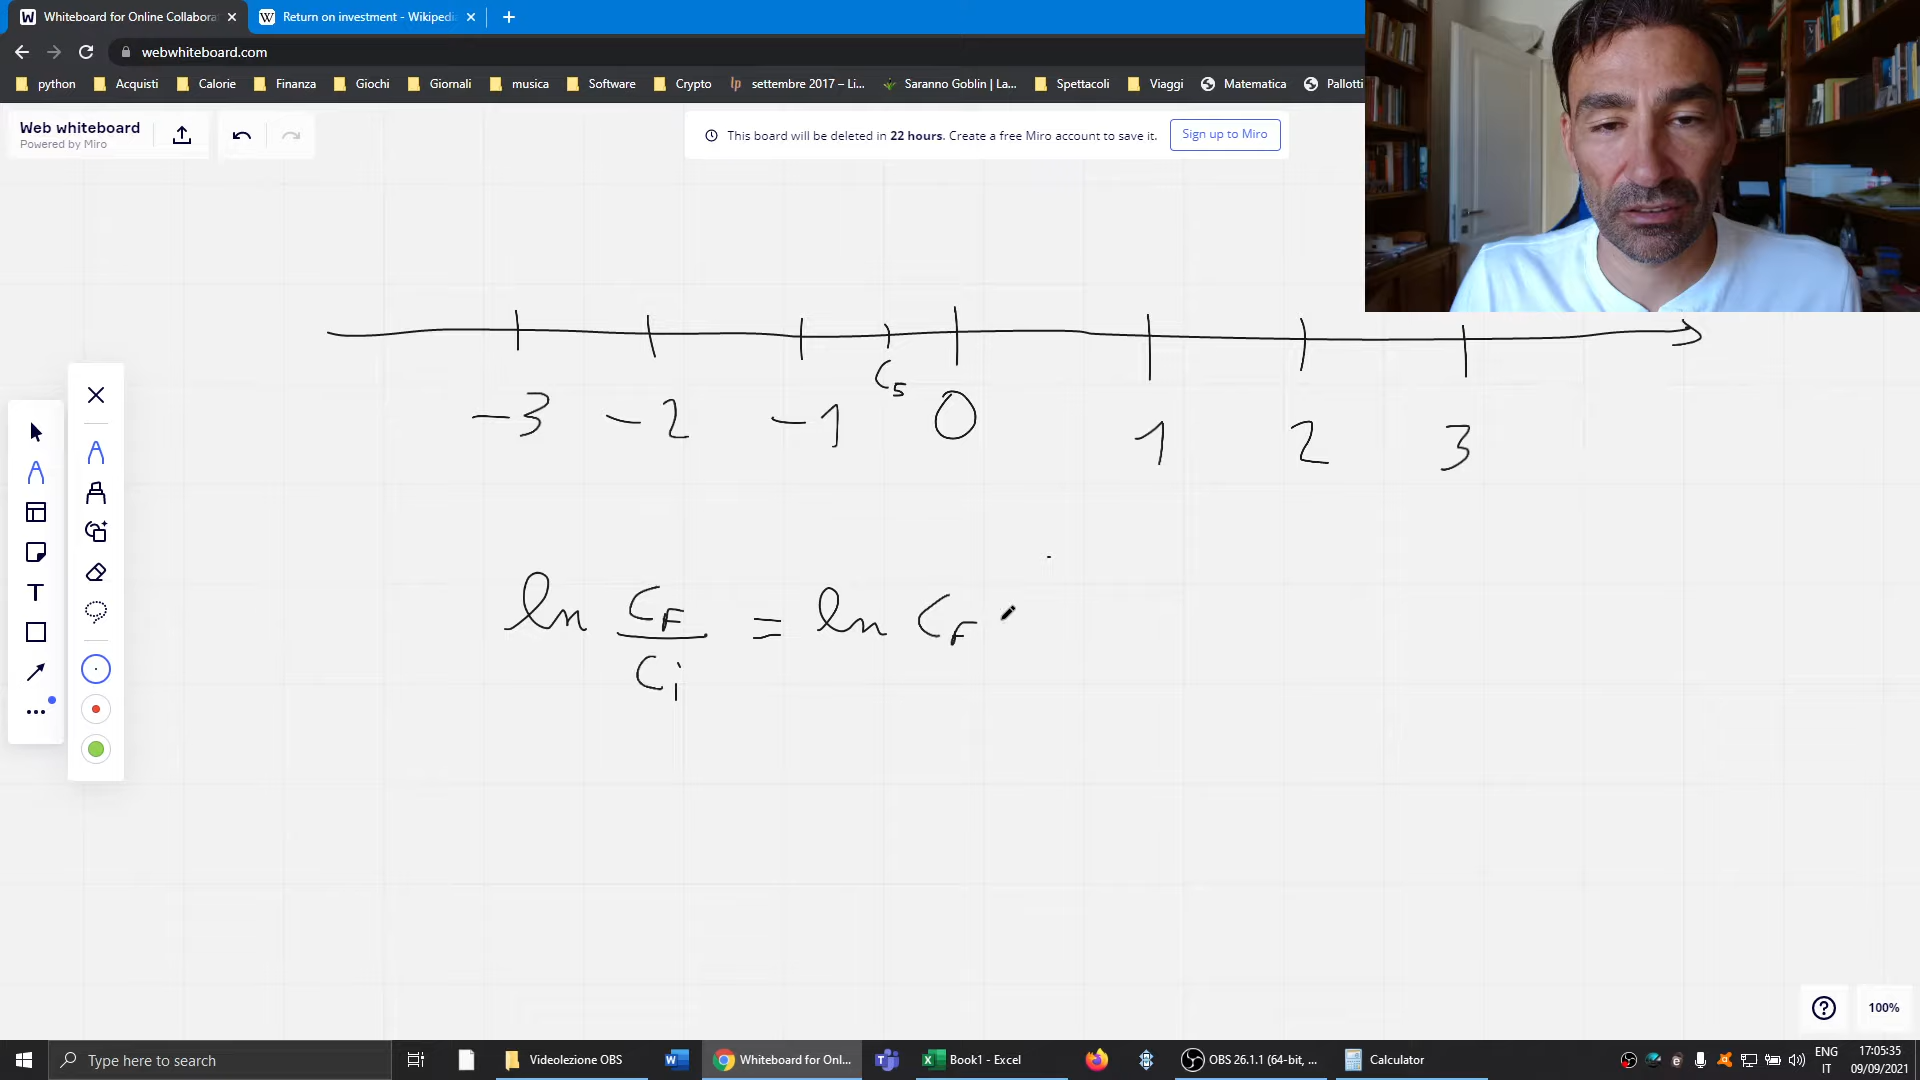 Whiteboard for Online Collabora
Return on investment - Wikipedi
webwhiteboard.com
python Acquisti Calorie Finanza Giochi Giornali musica Software Crypto settembre 2017 – Li... Saranno Goblin | La... Spettacoli Viaggi Matematica Pallotti
Web whiteboard
Powered by Miro
This board will be deleted in 22 hours. Create a free Miro account to save it. Sign up to Miro
C5
-3 -2 -1 0 1 2 3
ln CF/Ci = ln CF
100%
Type here to search
Videolezione OBS
Whiteboard for Onl...
Book1 - Excel
OBS 26.1.1 (64-bit, ...
Calculator
ENG
IT
17:05:35
09/09/2021